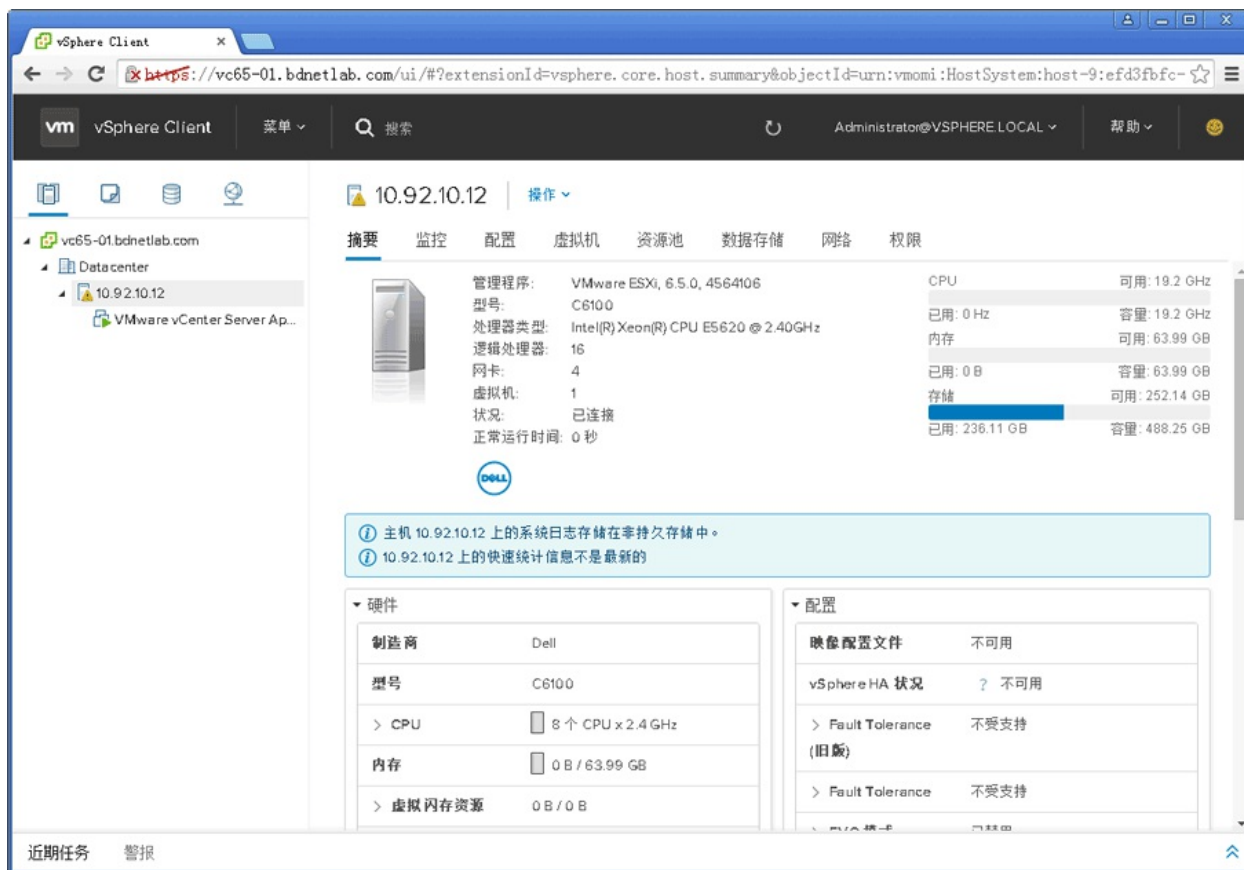 vSphere Client
https://vc65-01.bdnetlab.com/ui/#?extensionId=vsphere.core.host.summary&objectId=urn:vmomi:HostSystem:host-9:efd3fbfc-
vm vSphere Client 菜单 搜索 Administrator@VSPHERE.LOCAL 帮助
10.92.10.12 操作
摘要 监控 配置 虚拟机 资源池 数据存储 网络 权限
vc65-01.bdnetlab.com
Datacenter
10.92.10.12
VMware vCenter Server Ap...
管理程序: VMware ESXi, 6.5.0, 4564106
型号: C6100
处理器类型: Intel(R) Xeon(R) CPU E5620 @ 2.40GHz
逻辑处理器: 16
网卡: 4
虚拟机: 1
状况: 已连接
正常运行时间: 0 秒
DELL
CPU 可用: 19.2 GHz
已用: 0 Hz 容量: 19.2 GHz
内存 可用: 63.99 GB
已用: 0 B 容量: 63.99 GB
存储 可用: 252.14 GB
已用: 236.11 GB 容量: 488.25 GB
主机 10.92.10.12 上的系统日志存储在非持久存储中。
10.92.10.12 上的快速统计信息不是最新的
硬件
制造商 Dell
型号 C6100
CPU 8 个 CPU x 2.4 GHz
内存 0 B / 63.99 GB
虚拟闪存资源 0 B / 0 B
配置
映像配置文件 不可用
vSphere HA 状况 ? 不可用
Fault Tolerance 不受支持
(旧版)
Fault Tolerance 不受支持
近期任务 警报